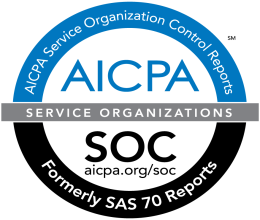 AICPA Service Organization Control Reports
SM
AICPA
SERVICE ORGANIZATIONS
SOC
aicpa.org/soc
Formerly SAS 70 Reports